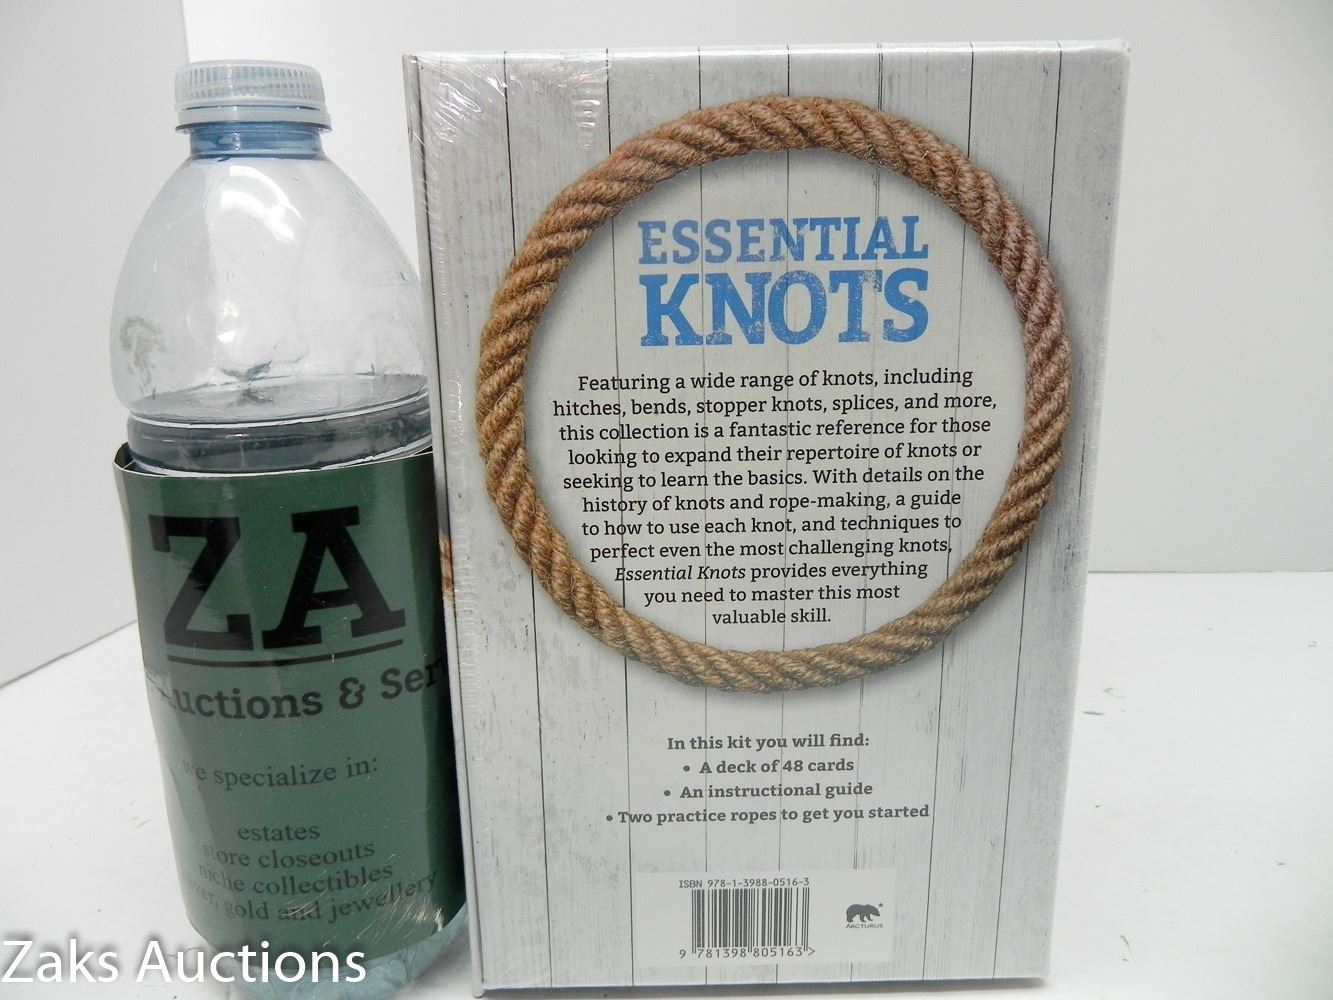 ESSENTIAL
KNOTS
Featuring a wide range of knots, including
hitches, bends, stopper knots, splices, and more,
this collection is a fantastic reference for those
looking to expand their repertoire of knots or
seeking to learn the basics. With details on the
history of knots and rope-making, a guide
to how to use each knot, and techniques to
perfect even the most challenging knots,
Essential Knots provides everything
you need to master this most
valuable skill.
In this kit you will find:
• A deck of 48 cards
• An instructional guide
• Two practice ropes to get you started
ISBN 978-1-3988-0516-3
9 781398 805163 >
ARCTURUS
ZA
uctions & Ser
we specialize in:
estates
store closeouts
niche collectibles
gold and jewellery
Zaks Auctions